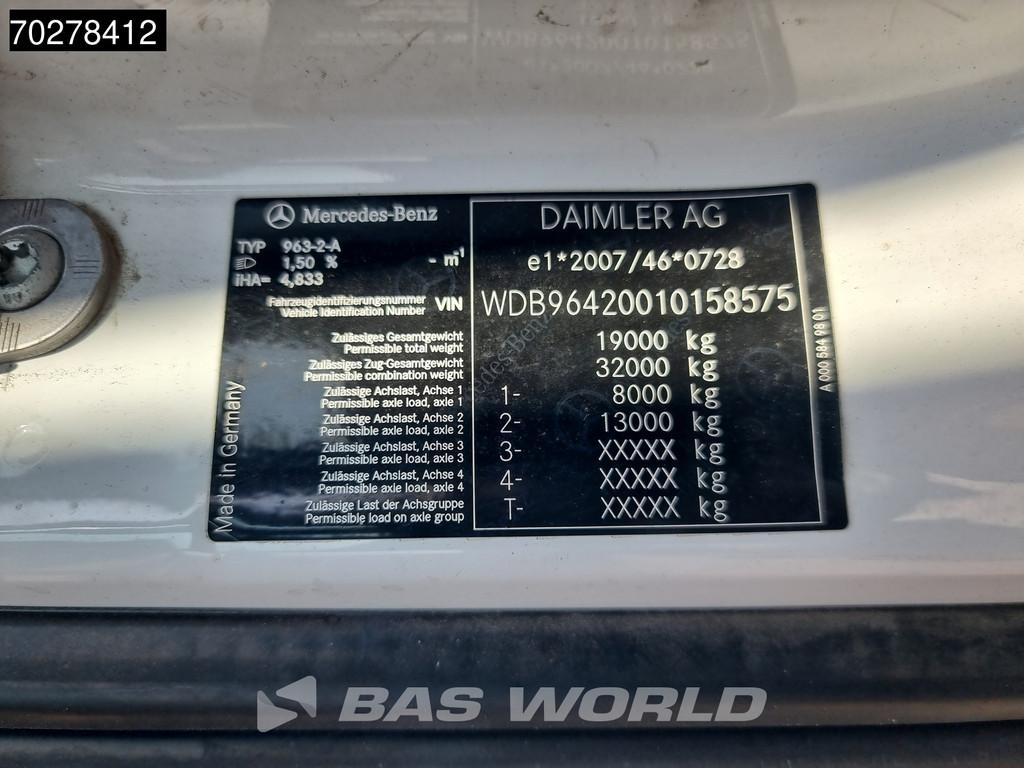 70278412
Mercedes-Benz
DAIMLER AG
TYP 963-2-A
1,50 % - m⁻¹
iHA= 4,833
e1*2007/46*0728
Fahrzeugidentifizierungsnummer
Vehicle Identification Number VIN WDB96420010158575
Zulässiges Gesamtgewicht
Permissible total weight 19000 kg
Zulässiges Zug-Gesamtgewicht
Permissible combination weight 32000 kg
Zulässige Achslast, Achse 1
Permissible axle load, axle 1 1- 8000 kg
Zulässige Achslast, Achse 2
Permissible axle load, axle 2 2- 13000 kg
Zulässige Achslast, Achse 3
Permissible axle load, axle 3 3- XXXXX kg
Zulässige Achslast, Achse 4
Permissible axle load, axle 4 4- XXXXX kg
Zulässige Last der Achsgruppe
Permissible load on axle group T- XXXXX kg
Made in Germany
A 000 584 98 01
BAS WORLD